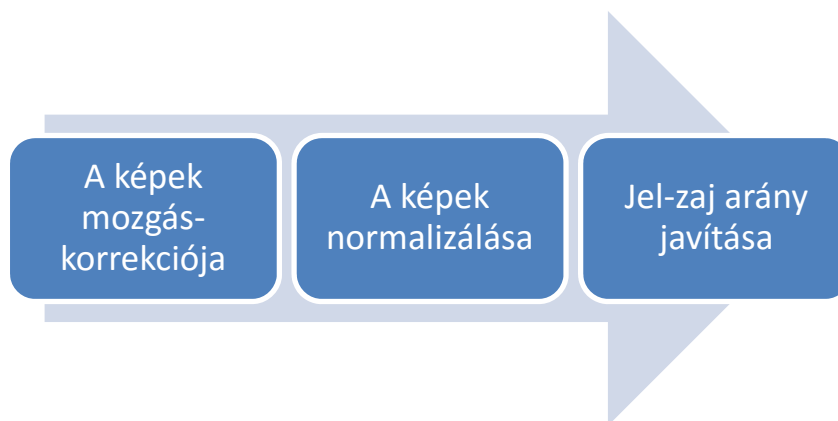 A képek
mozgás-
korrekciója
A képek
normalizálása
Jel-zaj arány
javítása